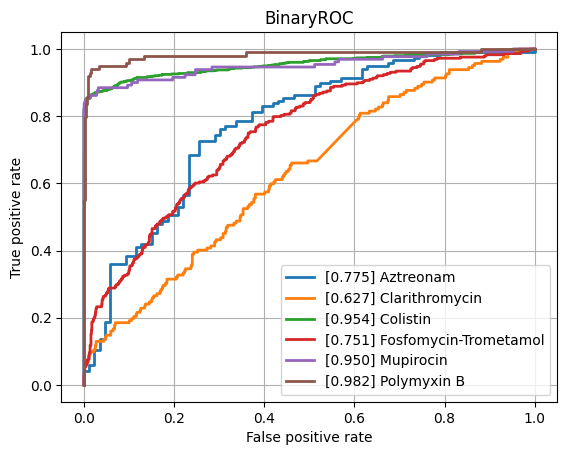 BinaryROC
True positive rate
1.0
0.8
0.6
0.4
0.2
0.0
[0.775] Aztreonam
[0.627] Clarithromycin
[0.954] Colistin
[0.751] Fosfomycin-Trometamol
[0.950] Mupirocin
[0.982] Polymyxin B
0.0 0.2 0.4 0.6 0.8 1.0
False positive rate